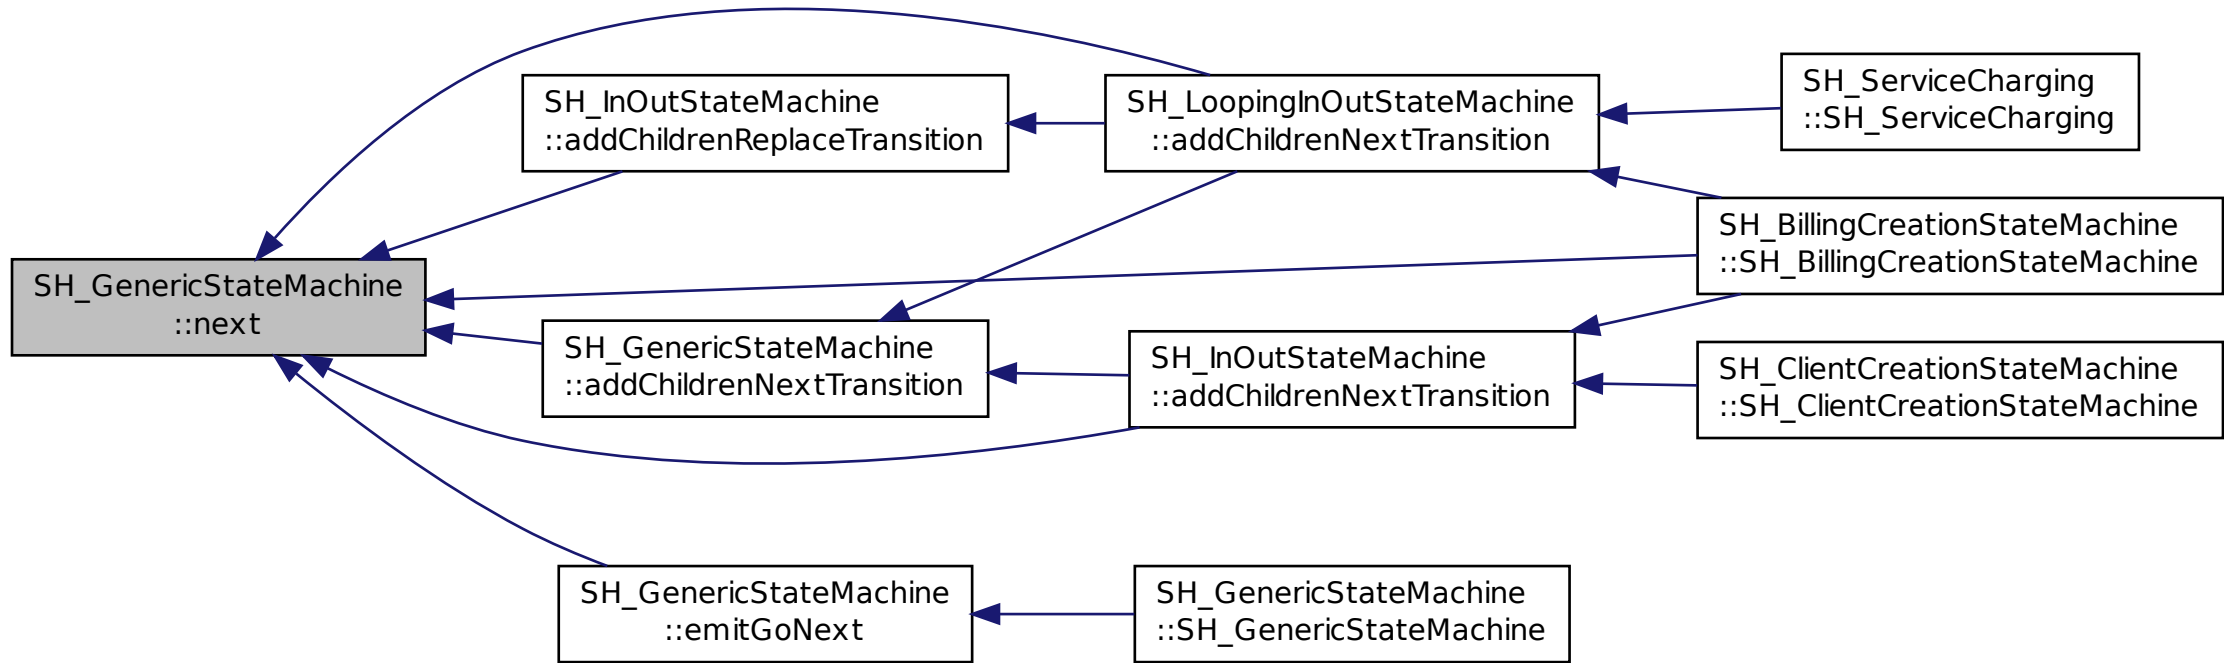 SH_GenericStateMachine
::next
SH_InOutStateMachine
::addChildrenReplaceTransition
SH_GenericStateMachine
::addChildrenNextTransition
SH_GenericStateMachine
::emitGoNext
SH_LoopingInOutStateMachine
::addChildrenNextTransition
SH_InOutStateMachine
::addChildrenNextTransition
SH_GenericStateMachine
::SH_GenericStateMachine
SH_ServiceCharging
::SH_ServiceCharging
SH_BillingCreationStateMachine
::SH_BillingCreationStateMachine
SH_ClientCreationStateMachine
::SH_ClientCreationStateMachine